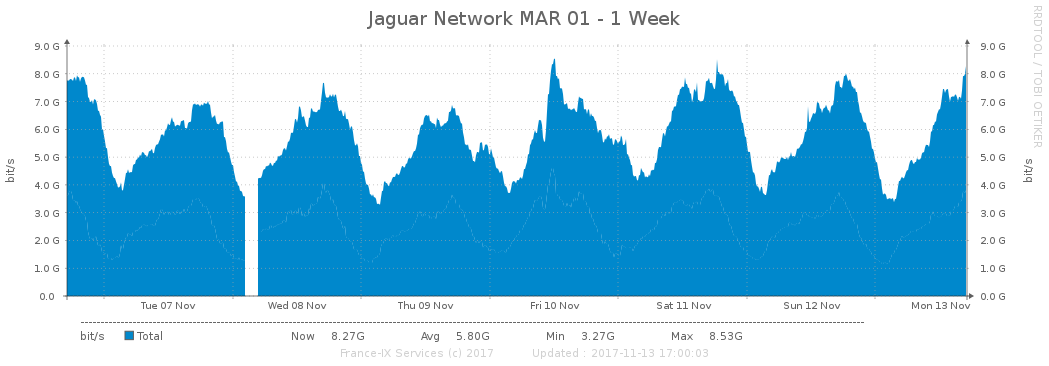 Jaguar Network MAR 01 - 1 Week
RRDTOOL / TOBI OETIKER
9.0 G 9.0 G
8.0 G 8.0 G
7.0 G 7.0 G
6.0 G 6.0 G
5.0 G 5.0 G
4.0 G 4.0 G
3.0 G 3.0 G
2.0 G 2.0 G
1.0 G 1.0 G
0.0 0.0 G
bit/s bit/s
Tue 07 Nov Wed 08 Nov Thu 09 Nov Fri 10 Nov Sat 11 Nov Sun 12 Nov Mon 13 Nov
bit/s Total Now 8.27G Avg 5.80G Min 3.27G Max 8.53G
France-IX Services (c) 2017 Updated : 2017-11-13 17:00:03